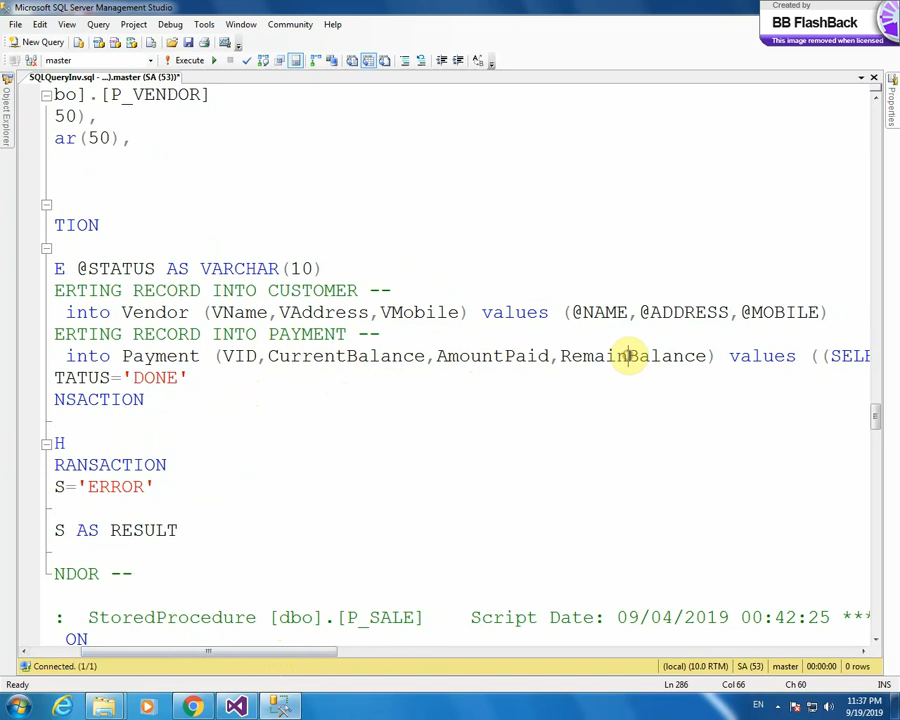 Microsoft SQL Server Management Studio
Created by
BB FlashBack
This image removed when licensed
File Edit View Query Project Debug Tools Window Community Help
New Query
master Execute
SQLQueryInv.sql - ...).master (SA (53))*
Object Explorer
Properties
bo].[P_VENDOR]
50),
ar(50),
TION
E @STATUS AS VARCHAR(10)
ERTING RECORD INTO CUSTOMER --
into Vendor (VName,VAddress,VMobile) values (@NAME,@ADDRESS,@MOBILE)
ERTING RECORD INTO PAYMENT --
into Payment (VID,CurrentBalance,AmountPaid,RemainBalance) values ((SELE
TATUS='DONE'
NSACTION
H
RANSACTION
S='ERROR'
S AS RESULT
NDOR --
: StoredProcedure [dbo].[P_SALE] Script Date: 09/04/2019 00:42:25 ***
ON
Connected. (1/1) (local) (10.0 RTM) SA (53) master 00:00:00 0 rows
Ready Ln 286 Col 66 Ch 60 INS
EN 11:37 PM
9/19/2019